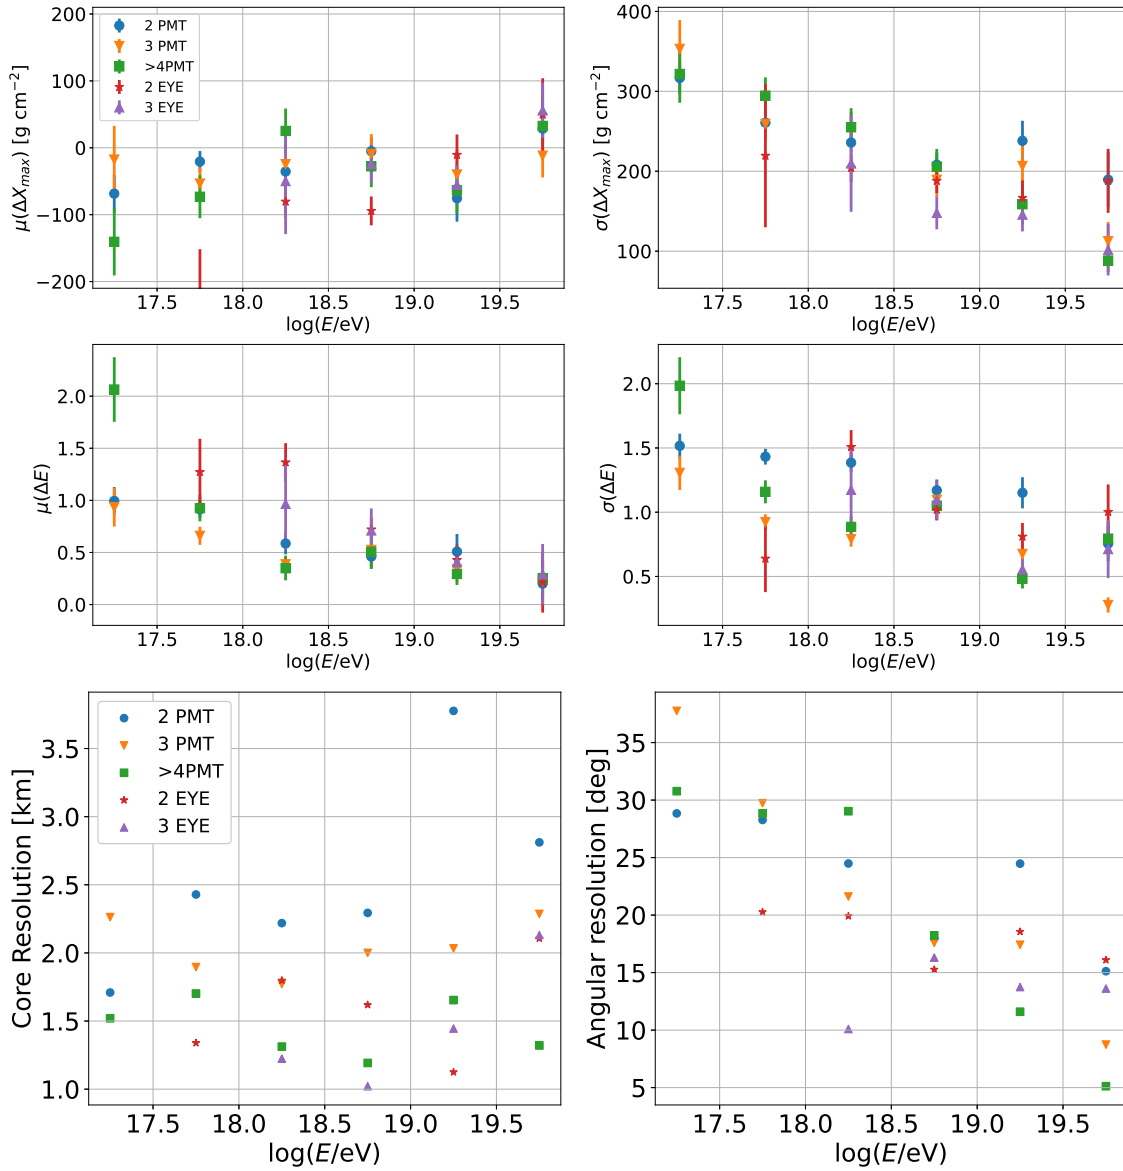 200
100
0
−100
−200
μ(ΔX_max) [g cm⁻²]
2 PMT
3 PMT
>4PMT
2 EYE
3 EYE
17.5 18.0 18.5 19.0 19.5
log(E/eV)
400
300
200
100
σ(ΔX_max) [g cm⁻²]
17.5 18.0 18.5 19.0 19.5
log(E/eV)
2.0
1.5
1.0
0.5
0.0
μ(ΔE)
17.5 18.0 18.5 19.0 19.5
log(E/eV)
2.0
1.5
1.0
0.5
σ(ΔE)
17.5 18.0 18.5 19.0 19.5
log(E/eV)
3.5
3.0
2.5
2.0
1.5
1.0
Core Resolution [km]
2 PMT
3 PMT
>4PMT
2 EYE
3 EYE
17.5 18.0 18.5 19.0 19.5
log(E/eV)
35
30
25
20
15
10
5
Angular resolution [deg]
17.5 18.0 18.5 19.0 19.5
log(E/eV)